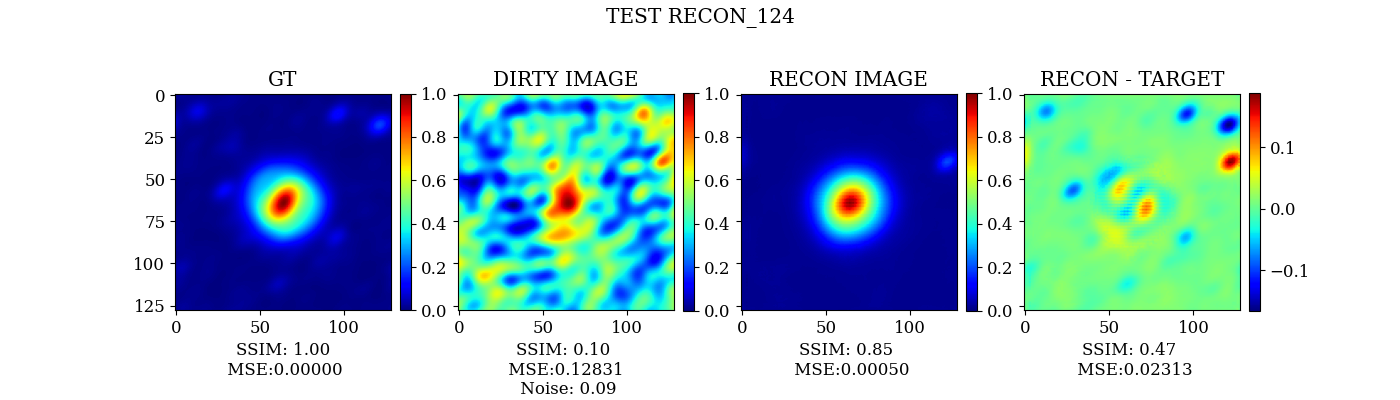 TEST RECON_124
GT
DIRTY IMAGE
RECON IMAGE
RECON - TARGET
0
25
50
75
100
125
0
50
100
1.0
0.8
0.6
0.4
0.2
0.0
0
50
100
1.0
0.8
0.6
0.4
0.2
0.0
0
50
100
1.0
0.8
0.6
0.4
0.2
0.0
0
50
100
0.1
0.0
−0.1
SSIM: 1.00
MSE:0.00000
SSIM: 0.10
MSE:0.12831
Noise: 0.09
SSIM: 0.85
MSE:0.00050
SSIM: 0.47
MSE:0.02313